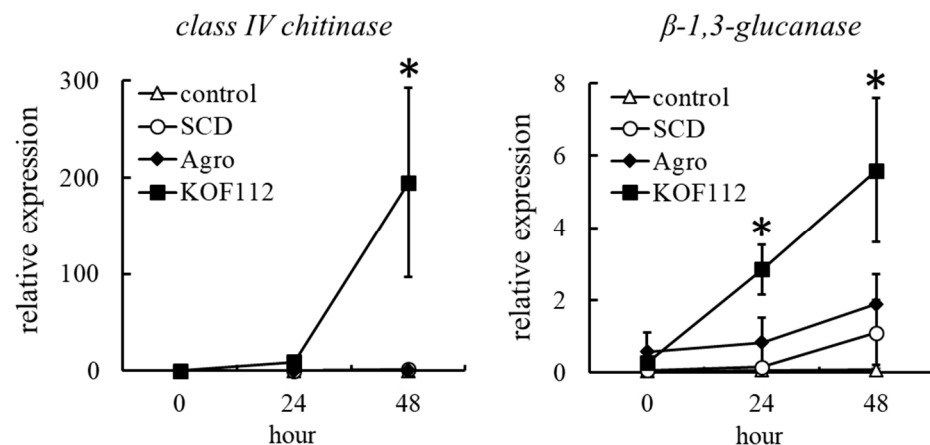 class IV chitinase
*
300
200
100
0
relative expression
control
SCD
Agro
KOF112
0 24 48
hour
β-1,3-glucanase
*
*
8
6
4
2
0
relative expression
control
SCD
Agro
KOF112
0 24 48
hour